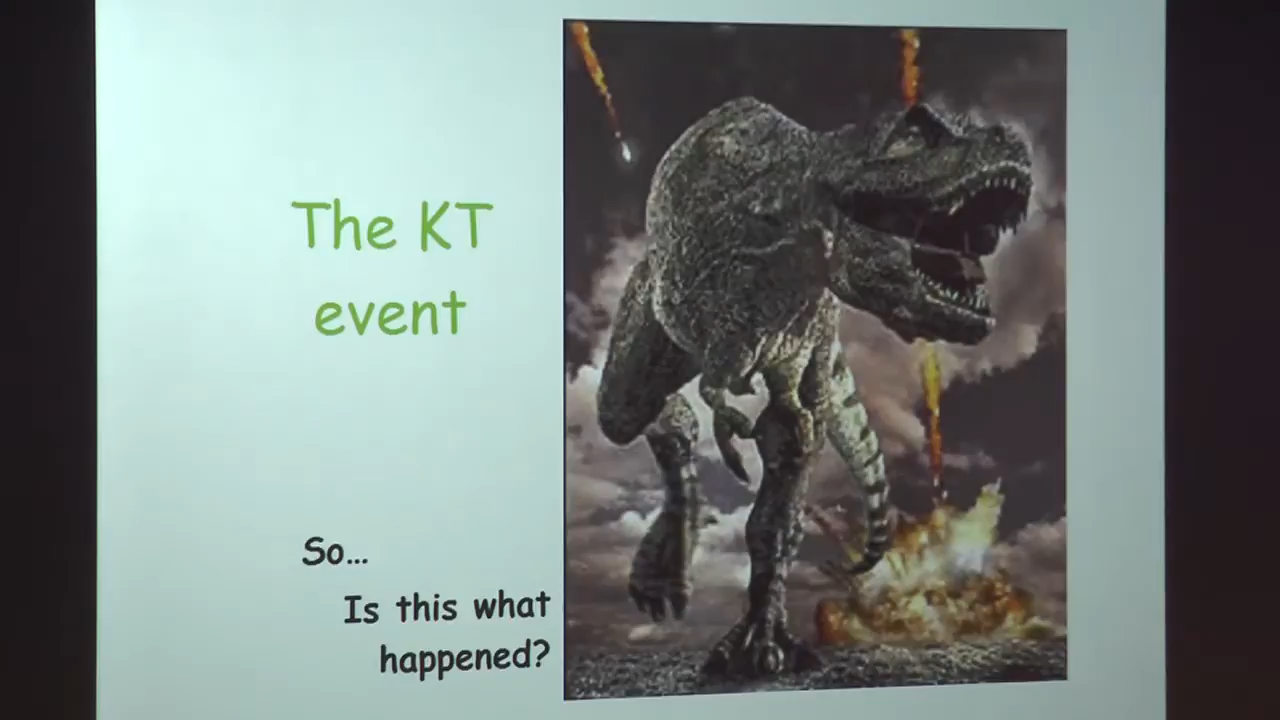 The KT
event
So...
Is this what
happened?